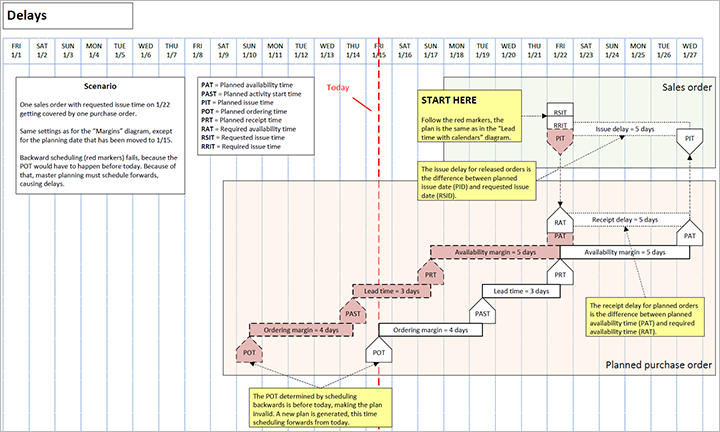 Delays
FRI SAT SUN MON TUE WED THU FRI SAT SUN MON TUE WED THU FRI SAT SUN MON TUE WED THU FRI SAT SUN MON TUE WED
1/1 1/2 1/3 1/4 1/5 1/6 1/7 1/8 1/9 1/10 1/11 1/12 1/13 1/14 1/15 1/16 1/17 1/18 1/19 1/20 1/21 1/22 1/23 1/24 1/25 1/26 1/27
Scenario
One sales order with requested issue time on 1/22
getting covered by one purchase order.
Same settings as for the "Margins" diagram, except
for the planning date that has been moved to 1/15.
Backward scheduling (red markers) fails, because the
POT would have to happen before today. Because of
that, master planning must schedule forwards,
causing delays.
PAT = Planned availability time
PAST = Planned activity start time
PIT = Planned issue time
POT = Planned ordering time
PRT = Planned receipt time
RAT = Required availability time
RSIT = Requested issue time
RRIT = Required issue time
Today
Sales order
START HERE
Follow the red markers, the
plan is the same as in the "Lead
time with calendars" diagram.
RSIT
RRIT
PIT
Issue delay = 5 days
PIT
The issue delay for released orders is
the difference between planned
issue date (PID) and requested issue
date (RSID).
RAT
Receipt delay = 5 days
PAT
PAT
Availability margin = 5 days
Availability margin = 5 days
PRT
PRT
Lead time = 3 days
Lead time = 3 days
PAST
PAST
The receipt delay for planned orders
is the difference between planned
availability time (PAT) and required
availability time (RAT).
Ordering margin = 4 days
Ordering margin = 4 days
POT
POT
Planned purchase order
The POT determined by scheduling
backwards is before today, making the plan
invalid. A new plan is generated, this time
scheduling forwards from today.